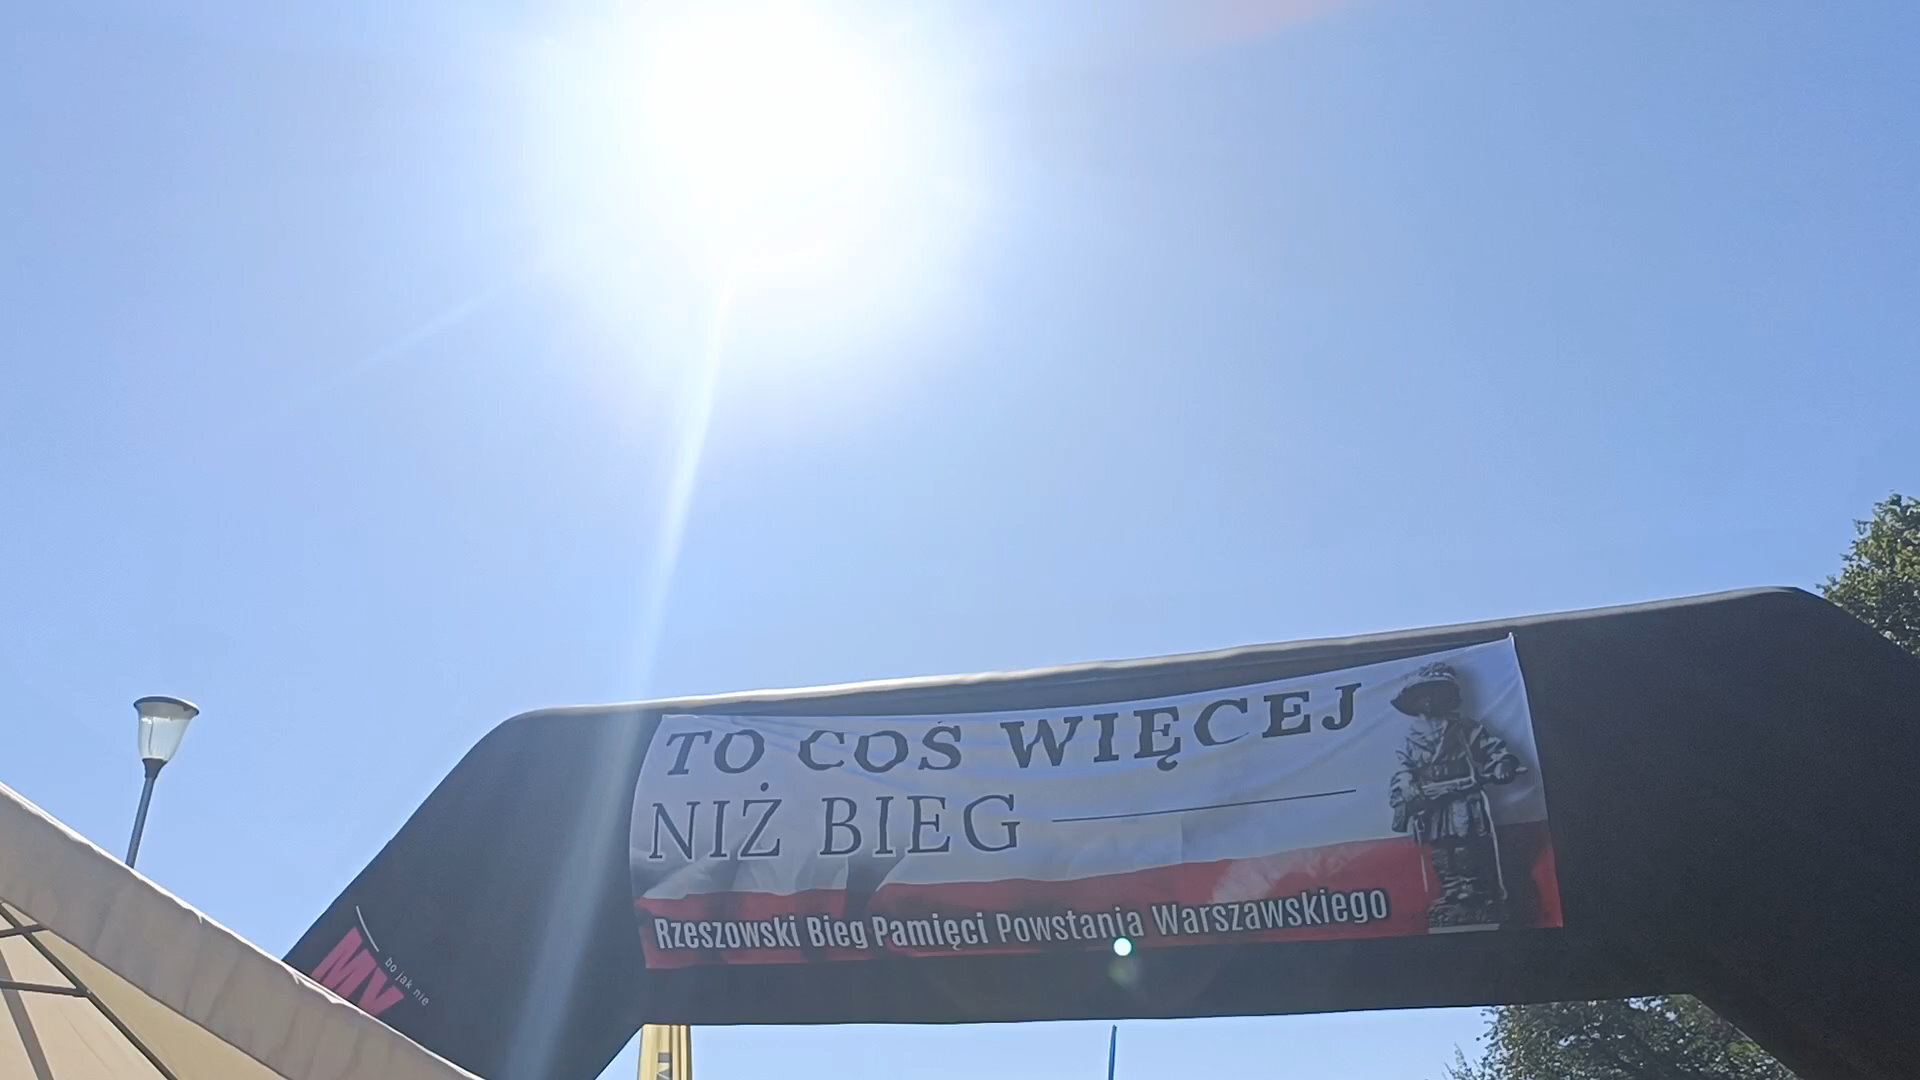 TO COŚ WIĘCEJ
NIŻ BIEG
Rzeszowski Bieg Pamięci Powstania Warszawskiego
MY
bo jak nie